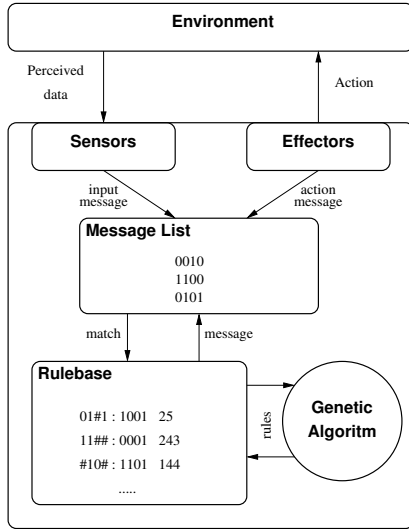 Environment
Perceived
data
Action
Sensors
Effectors
input
message
action
message
Message List
0010
1100
0101
match
message
Rulebase
01#1 : 1001 25
11## : 0001 243
#10# : 1101 144
.....
rules
Genetic
Algoritm